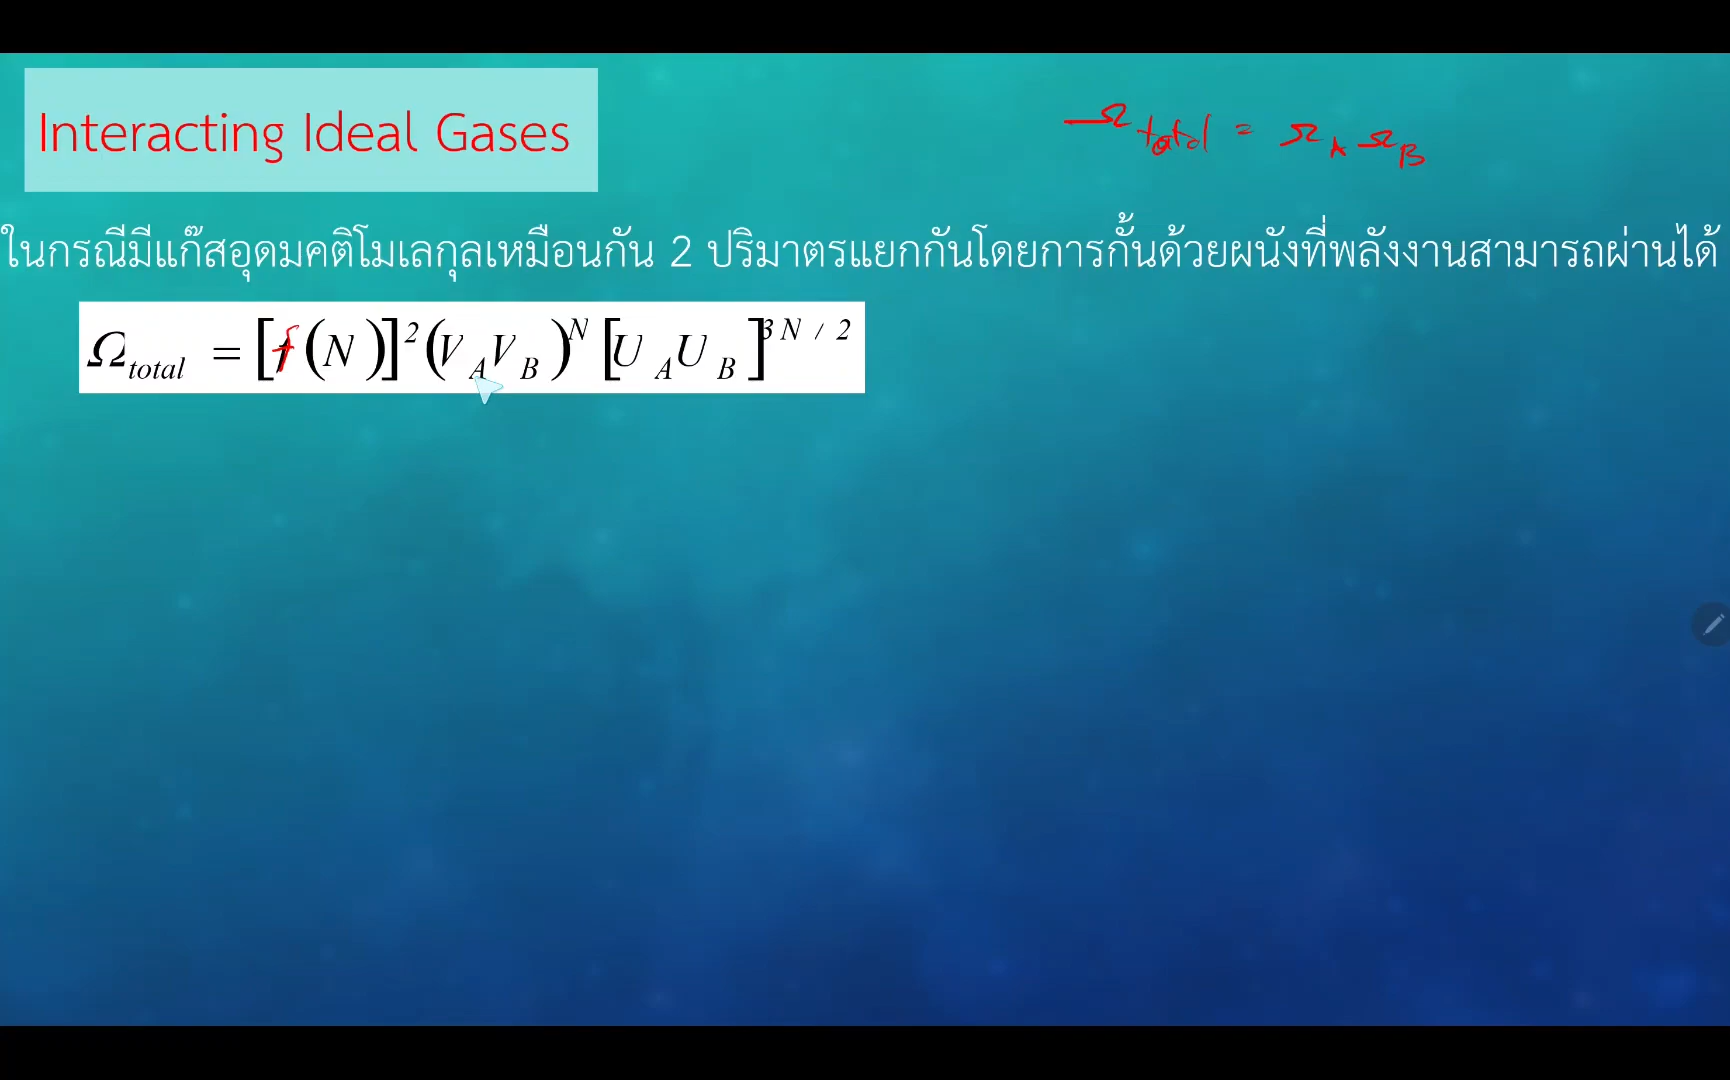 Interacting Ideal Gases
Ω total = Ω A Ω B
ในกรณีมีแก๊สอุดมคติโมเลกุลเหมือนกัน 2 ปริมาตรแยกกันโดยการกั้นด้วยผนังที่พลังงานสามารถผ่านได้
Ω total = [f(N)]² (V_A V_B)^N [U_A U_B]^{3N/2}